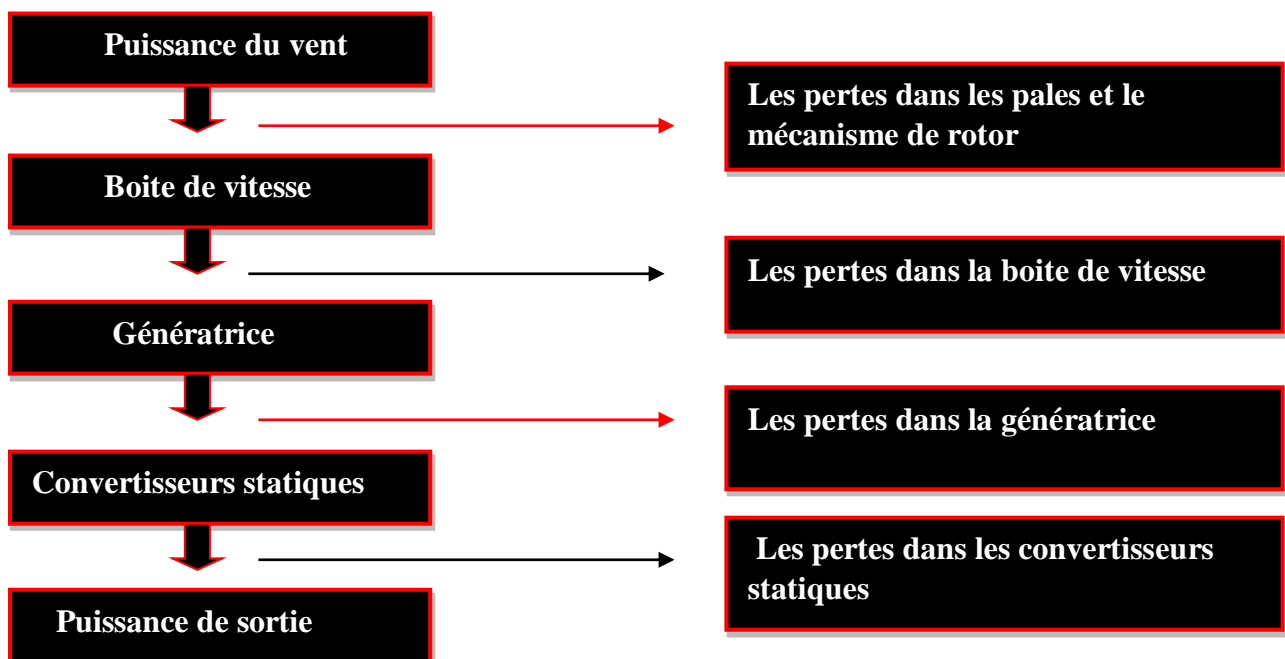 Puissance du vent
Les pertes dans les pales et le
mécanisme de rotor
Boite de vitesse
Les pertes dans la boite de vitesse
Génératrice
Les pertes dans la génératrice
Convertisseurs statiques
Les pertes dans les convertisseurs
statiques
Puissance de sortie